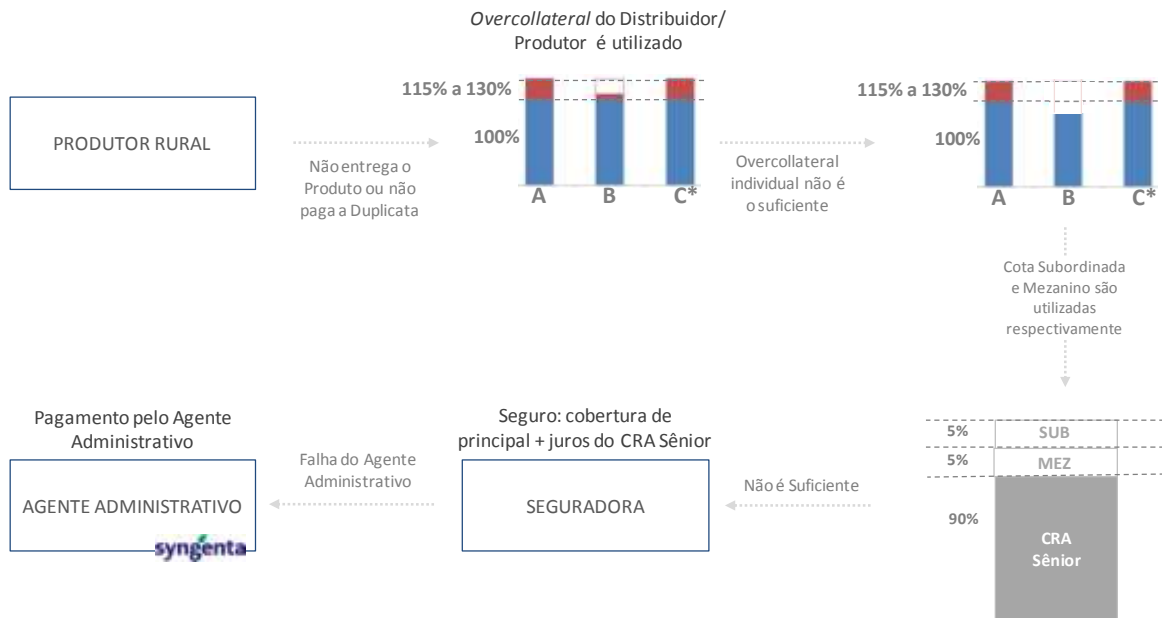 Overcollateral do Distribuidor/
Produtor é utilizado
PRODUTOR RURAL
Não entrega o
Produto ou não
paga a Duplicata
115% a 130%
100%
A B C*
Overcollateral
individual não é
o suficiente
115% a 130%
100%
A B C*
Cota Subordinada
e Mezanino são
utilizadas
respectivamente
5% SUB
5% MEZ
90%
CRA
Sênior
Não é Suficiente
Seguro: cobertura de
principal + juros do CRA Sênior
SEGURADORA
Falha do Agente
Administrativo
Pagamento pelo Agente
Administrativo
AGENTE ADMINISTRATIVO
syngenta